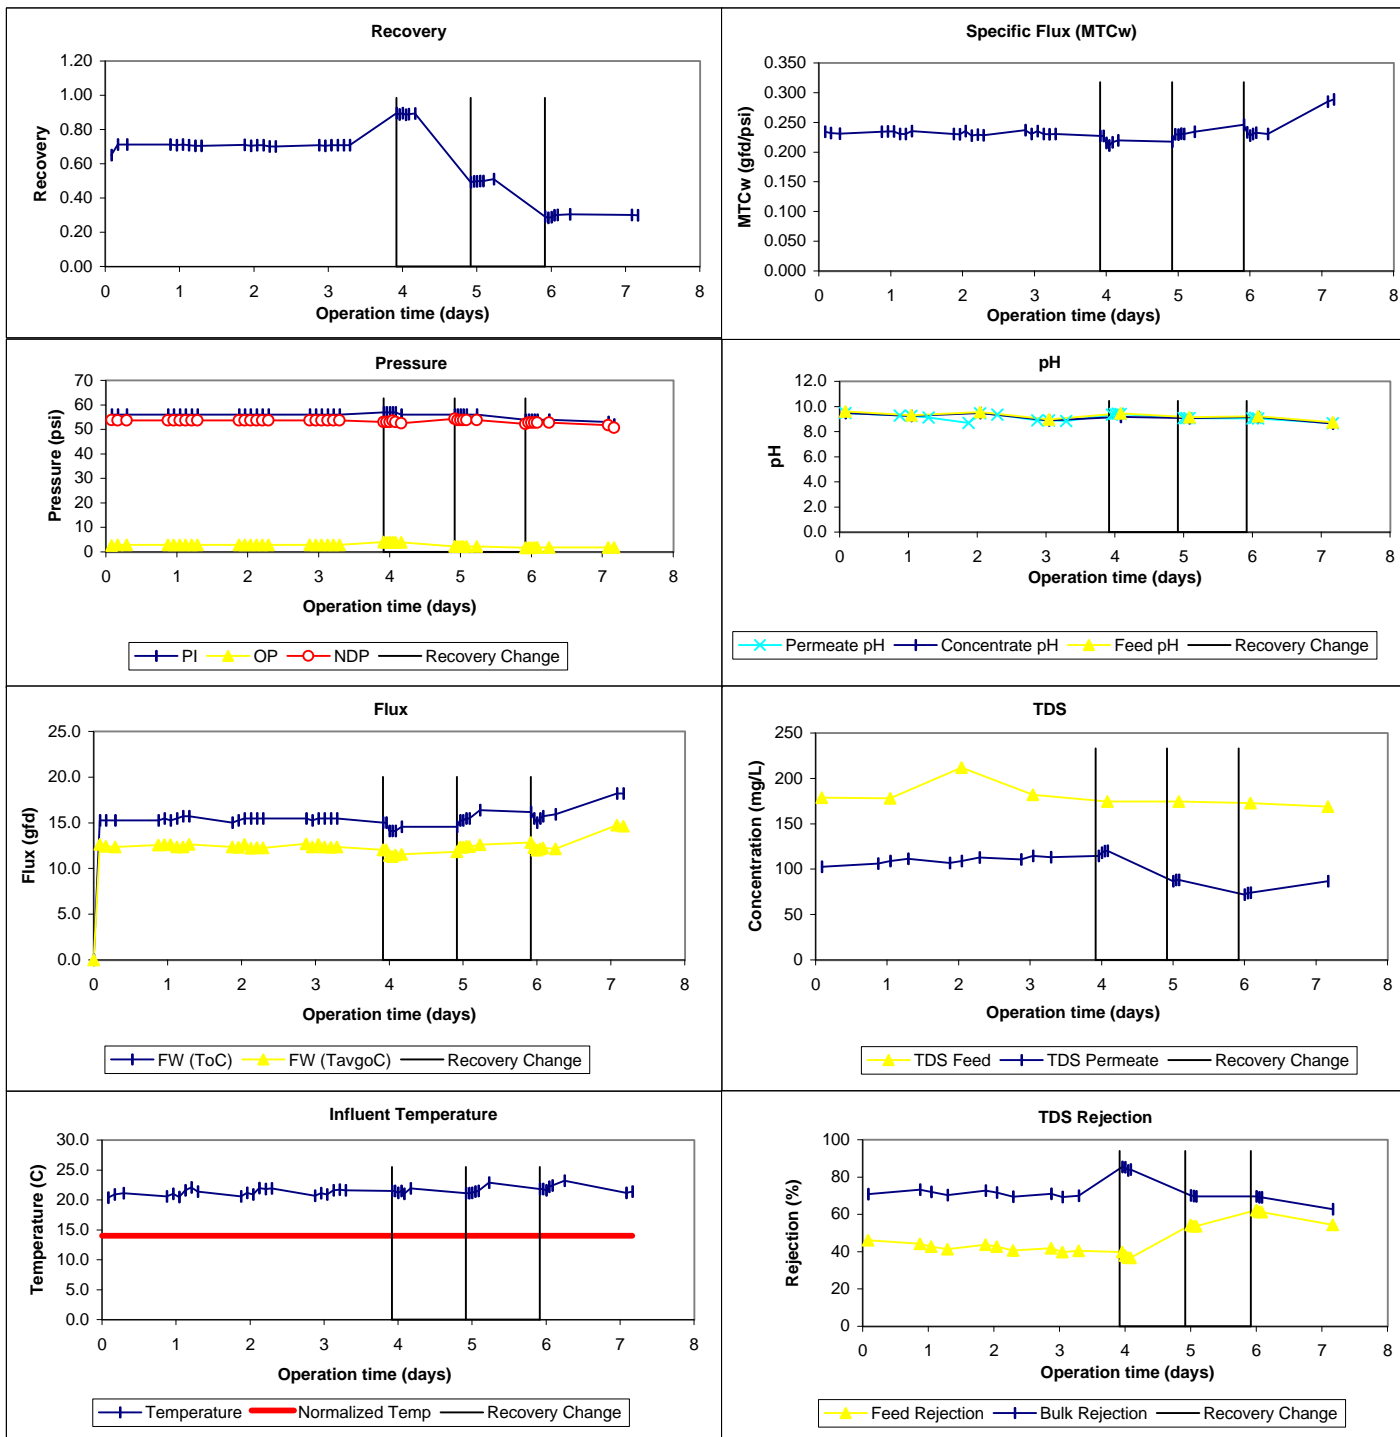 Recovery
1.20
1.00
0.80
0.60
0.40
0.20
0.00
Recovery
0 1 2 3 4 5 6 7 8
Operation time (days)
Specific Flux (MTCw)
0.350
0.300
0.250
0.200
0.150
0.100
0.050
0.000
MTCw (gfd/psi)
0 1 2 3 4 5 6 7 8
Operation time (days)
Pressure
70
60
50
40
30
20
10
0
Pressure (psi)
0 1 2 3 4 5 6 7 8
Operation time (days)
PI OP NDP Recovery Change
pH
12.0
10.0
8.0
6.0
4.0
2.0
0.0
pH
0 1 2 3 4 5 6 7 8
Operation time (days)
Permeate pH Concentrate pH Feed pH Recovery Change
Flux
25.0
20.0
15.0
10.0
5.0
0.0
Flux (gfd)
0 1 2 3 4 5 6 7 8
Operation time (days)
FW (ToC) FW (TavgoC) Recovery Change
TDS
250
200
150
100
50
0
Concentration (mg/L)
0 1 2 3 4 5 6 7 8
Operation time (days)
TDS Feed TDS Permeate Recovery Change
Influent Temperature
30.0
25.0
20.0
15.0
10.0
5.0
0.0
Temperature (C)
0 1 2 3 4 5 6 7 8
Operation time (days)
Temperature Normalized Temp Recovery Change
TDS Rejection
100
80
60
40
20
0
Rejection (%)
0 1 2 3 4 5 6 7 8
Operation time (days)
Feed Rejection Bulk Rejection Recovery Change